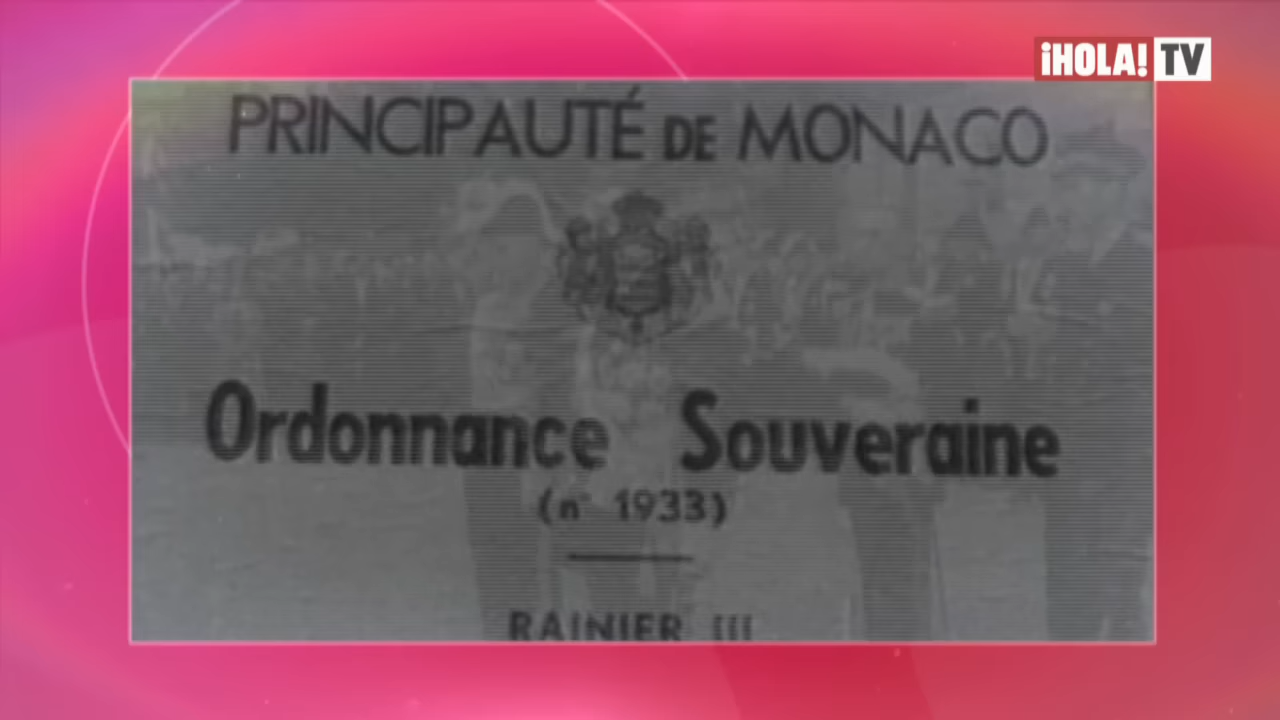 ¡HOLA! TV
PRINCIPAUTÉ DE MONACO
Ordonnance Souveraine
(n° 1933)
RAINIER III